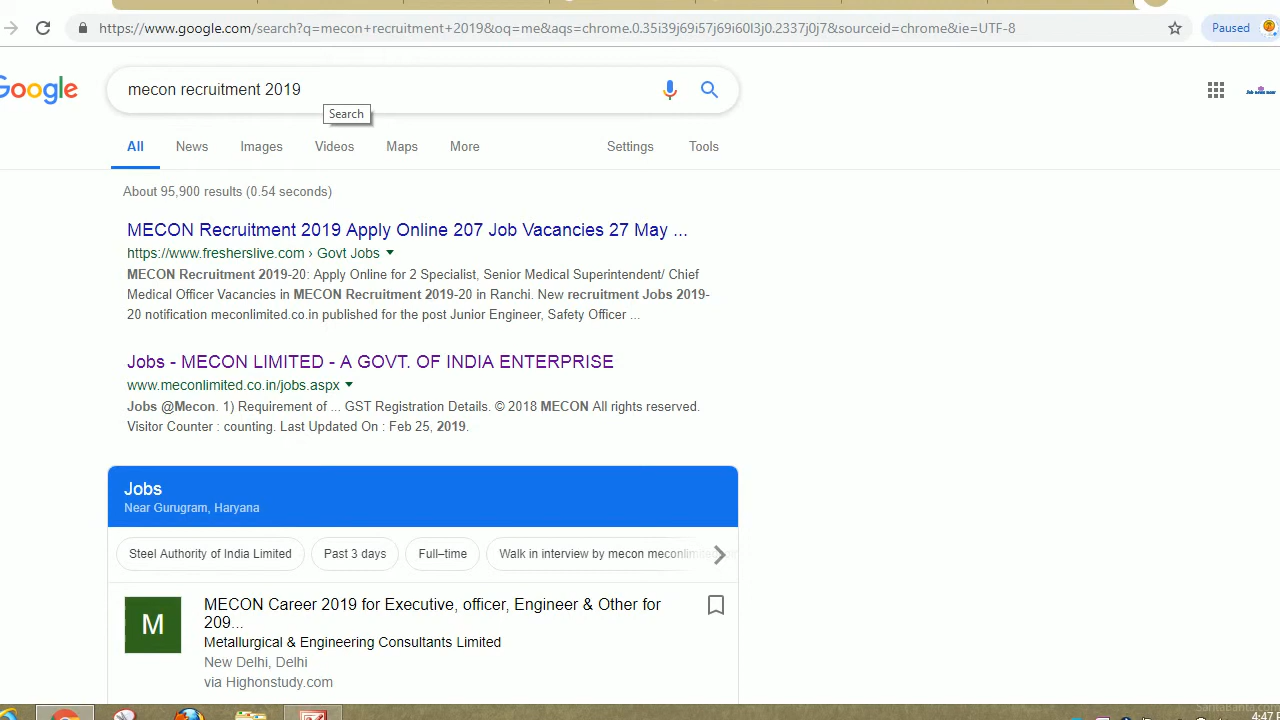 https://www.google.com/search?q=mecon+recruitment+2019&oq=me&aqs=chrome.0.35i39j69i57j69i60l3j0.2337j0j7&sourceid=chrome&ie=UTF-8
Paused
Google
mecon recruitment 2019
Search
All News Images Videos Maps More Settings Tools
About 95,900 results (0.54 seconds)
MECON Recruitment 2019 Apply Online 207 Job Vacancies 27 May ...
https://www.fresherslive.com › Govt Jobs
MECON Recruitment 2019-20: Apply Online for 2 Specialist, Senior Medical Superintendent/ Chief
Medical Officer Vacancies in MECON Recruitment 2019-20 in Ranchi. New recruitment Jobs 2019-
20 notification meconlimited.co.in published for the post Junior Engineer, Safety Officer ...
Jobs - MECON LIMITED - A GOVT. OF INDIA ENTERPRISE
www.meconlimited.co.in/jobs.aspx
Jobs @Mecon. 1) Requirement of ... GST Registration Details. © 2018 MECON All rights reserved.
Visitor Counter : counting. Last Updated On : Feb 25, 2019.
Jobs
Near Gurugram, Haryana
Steel Authority of India Limited Past 3 days Full–time Walk in interview by mecon meconlimited
M
MECON Career 2019 for Executive, officer, Engineer & Other for
209...
Metallurgical & Engineering Consultants Limited
New Delhi, Delhi
via Highonstudy.com
SantaBanta.com